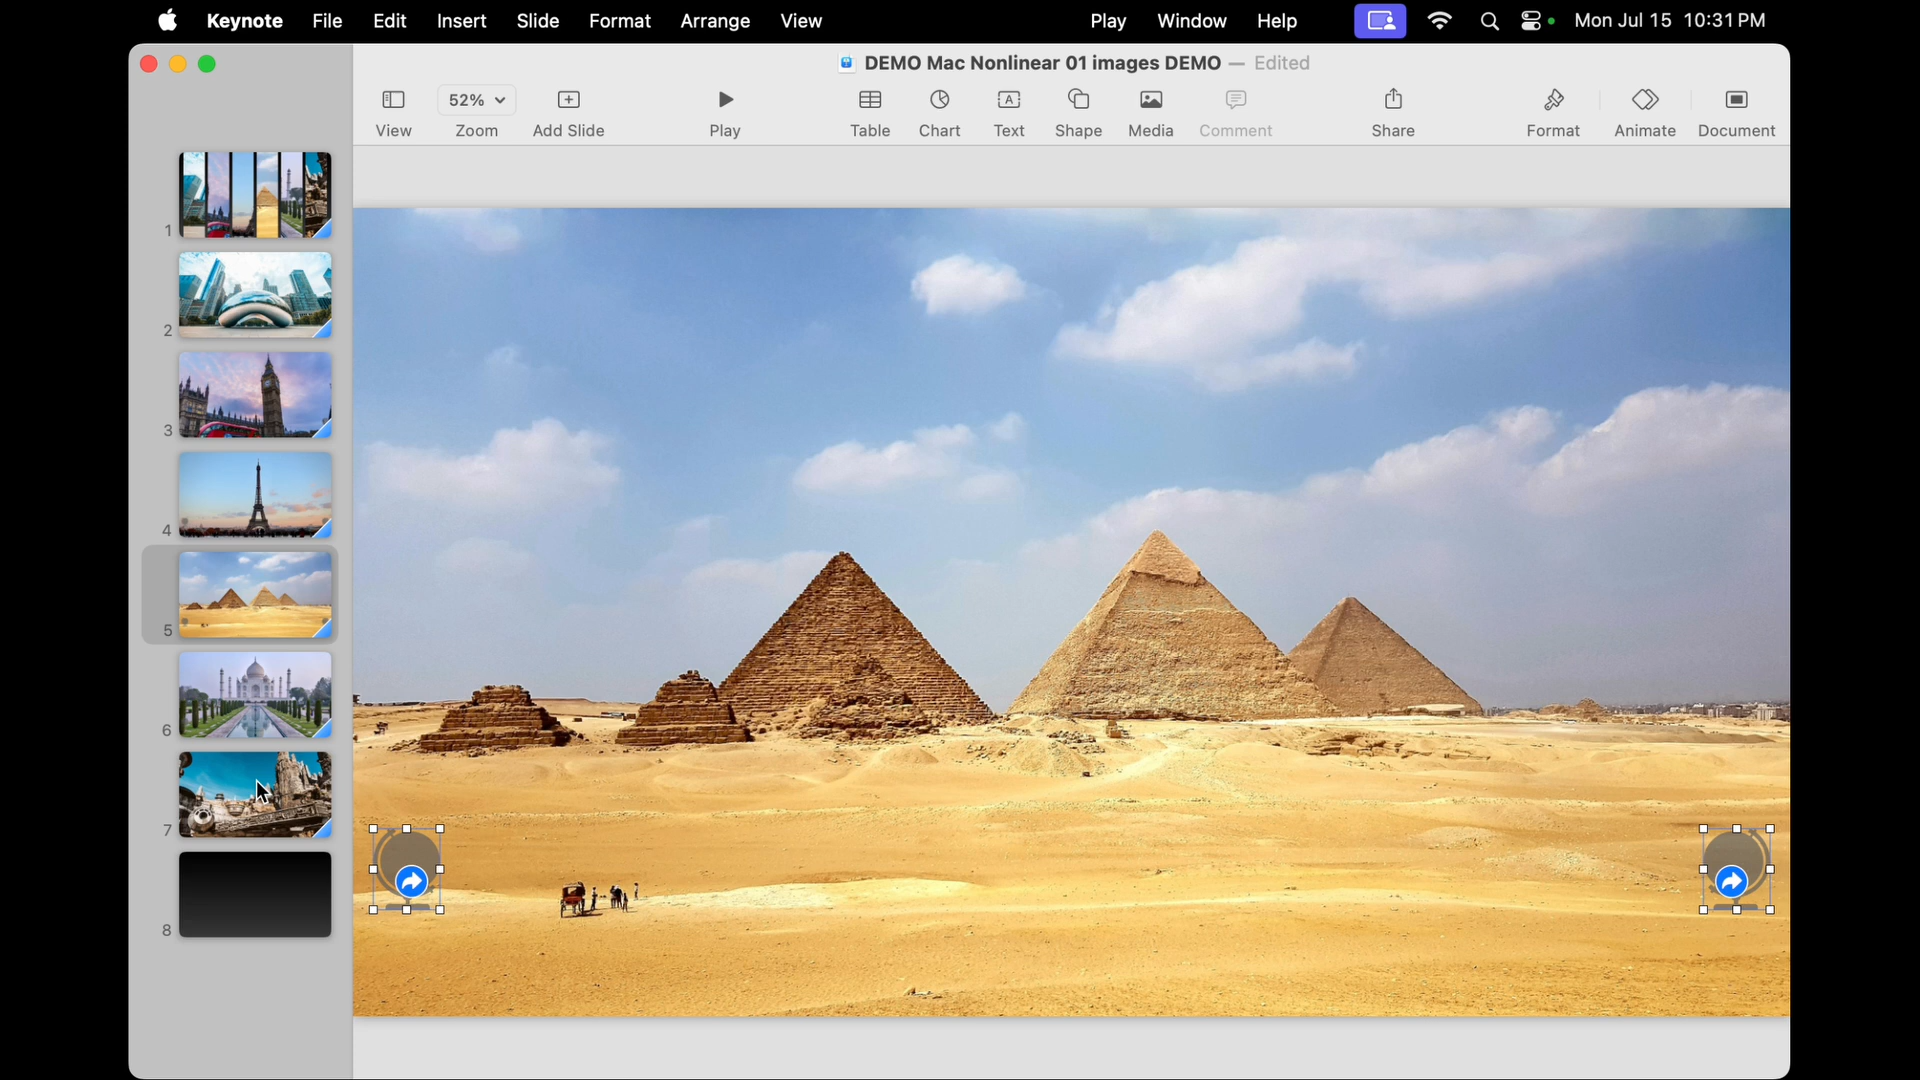 Keynote File Edit Insert Slide Format Arrange View Play Window Help Mon Jul 15 10:31 PM
DEMO Mac Nonlinear 01 images DEMO — Edited
52%
A
View Zoom Add Slide Play Table Chart Text Shape Media Comment Share Format Animate Document
1
2
3
4
5
6
7
8